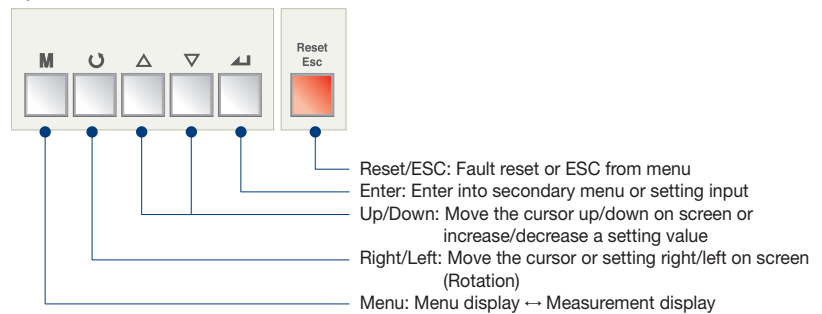 M
Reset
Esc
Reset/ESC: Fault reset or ESC from menu
Enter: Enter into secondary menu or setting input
Up/Down: Move the cursor up/down on screen or
increase/decrease a setting value
Right/Left: Move the cursor or setting right/left on screen
(Rotation)
Menu: Menu display ↔ Measurement display